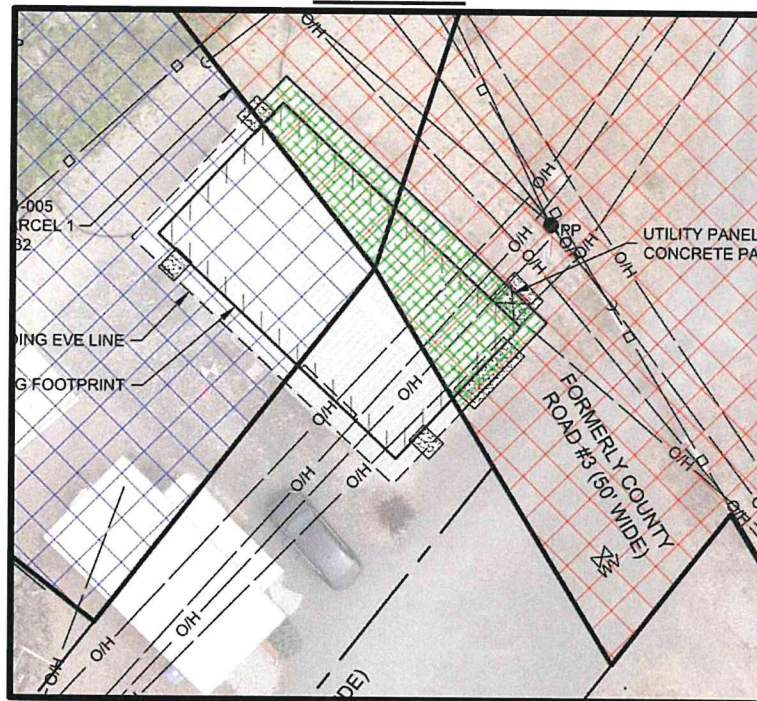 O/H
O/H
-005
ARCEL 1
32
O/H
O/H
RP
O/H
O/H
O/H
O/H
UTILITY PANEL
CONCRETE PA
DING EVE LINE
G FOOTPRINT
O/H
O/H
O/H
O/H
O/H
O/H
FORMERLY COUNTY
ROAD #3 (50' WIDE)
O/H
O/H
O/H
O/H
O/H
DE)